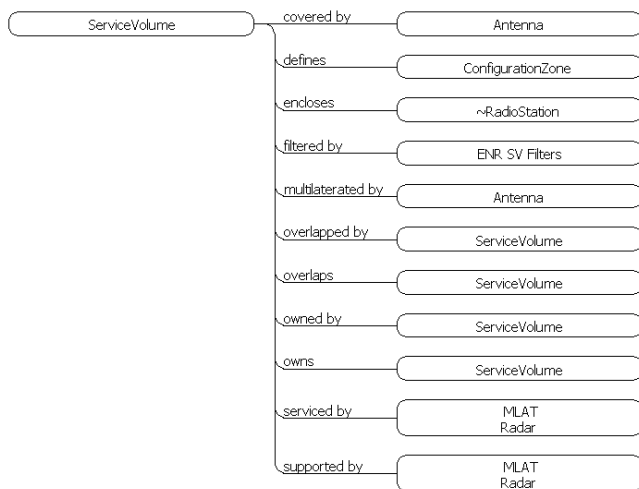 ServiceVolume
covered by
Antenna
defines
ConfigurationZone
encloses
~RadioStation
filtered by
ENR SV Filters
multilaterated by
Antenna
overlapped by
ServiceVolume
overlaps
ServiceVolume
owned by
ServiceVolume
owns
ServiceVolume
serviced by
MLAT
Radar
supported by
MLAT
Radar